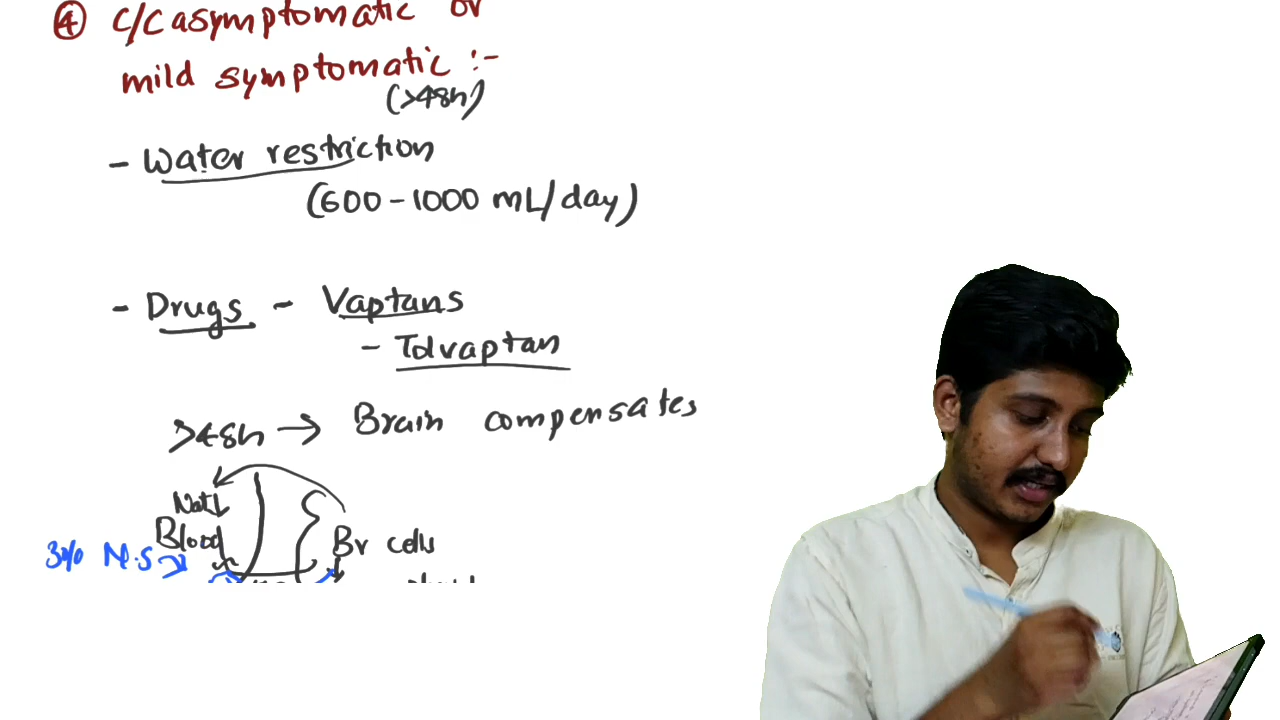 ④ C/C asymptomatic or
mild symptomatic :-
(>48h)
- Water restriction
(600-1000 mL/day)
- Drugs - Vaptans
- Tolvaptan
>48h → Brain compensates
Na+↓
Blood
Br cells
3% N.S